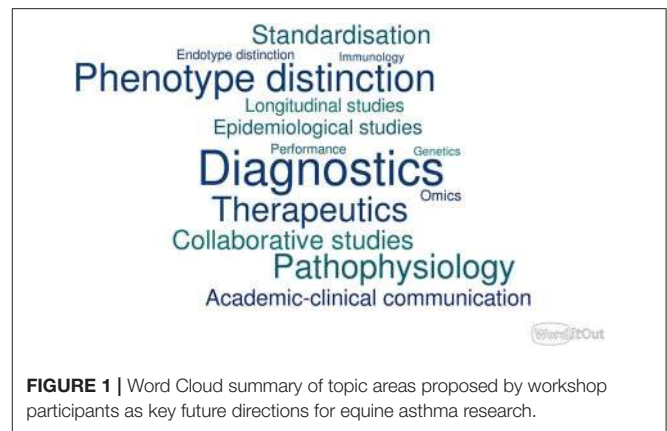 Standardisation
Endotype distinction Immunology
Phenotype distinction
Longitudinal studies
Epidemiological studies
Performance Genetics
Diagnostics
Omics
Therapeutics
Collaborative studies
Pathophysiology
Academic-clinical communication
WordItOut
FIGURE 1 | Word Cloud summary of topic areas proposed by workshop
participants as key future directions for equine asthma research.